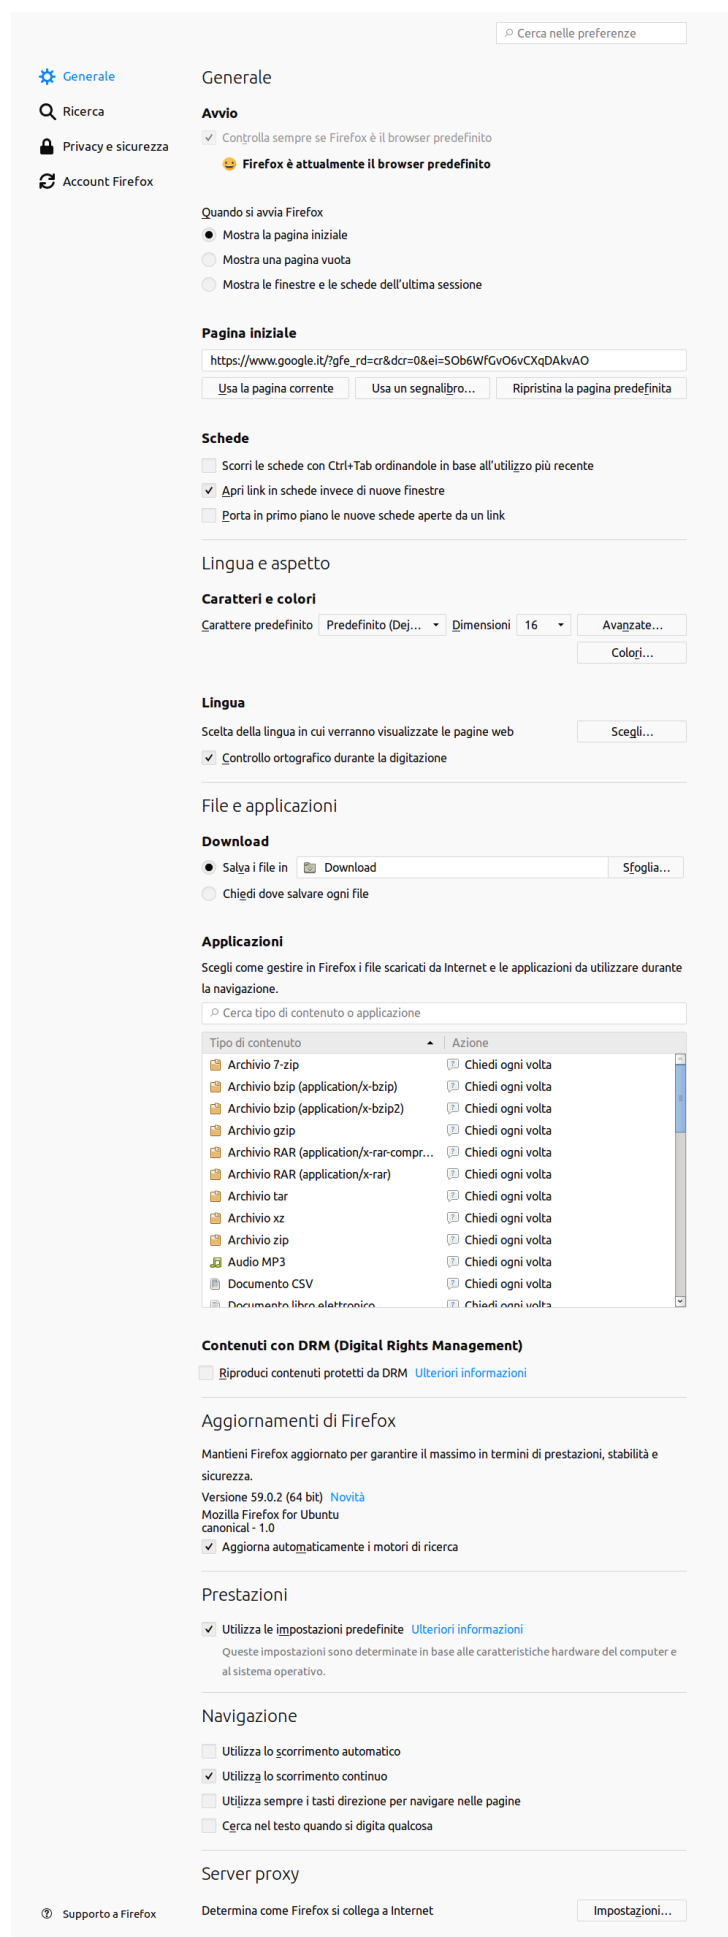 Cerca nelle preferenze
Generale
Ricerca
Privacy e sicurezza
Account Firefox
Generale
Avvio
Controlla sempre se Firefox è il browser predefinito
Firefox è attualmente il browser predefinito
Quando si avvia Firefox
Mostra la pagina iniziale
Mostra una pagina vuota
Mostra le finestre e le schede dell'ultima sessione
Pagina iniziale
https://www.google.it/?gfe_rd=cr&dcr=0&ei=SOb6WfGvO6vCXqDAkvAO
Usa la pagina corrente Usa un segnalibro... Ripristina la pagina predefinita
Schede
Scorri le schede con Ctrl+Tab ordinandole in base all'utilizzo più recente
Apri link in schede invece di nuove finestre
Porta in primo piano le nuove schede aperte da un link
Lingua e aspetto
Caratteri e colori
Carattere predefinito Predefinito (Dej... Dimensioni 16 Avanzate...
Colori...
Lingua
Scelta della lingua in cui verranno visualizzate le pagine web Scegli...
Controllo ortografico durante la digitazione
File e applicazioni
Download
Salva i file in Download Sfoglia...
Chiedi dove salvare ogni file
Applicazioni
Scegli come gestire in Firefox i file scaricati da Internet e le applicazioni da utilizzare durante
la navigazione.
Cerca tipo di contenuto o applicazione
Tipo di contenuto Azione
Archivio 7-zip Chiedi ogni volta
Archivio bzip (application/x-bzip) Chiedi ogni volta
Archivio bzip (application/x-bzip2) Chiedi ogni volta
Archivio gzip Chiedi ogni volta
Archivio RAR (application/x-rar-compr... Chiedi ogni volta
Archivio RAR (application/x-rar) Chiedi ogni volta
Archivio tar Chiedi ogni volta
Archivio xz Chiedi ogni volta
Archivio zip Chiedi ogni volta
Audio MP3 Chiedi ogni volta
Documento CSV Chiedi ogni volta
Documento libro elettronico Chiedi ogni volta
Contenuti con DRM (Digital Rights Management)
Riproduci contenuti protetti da DRM Ulteriori informazioni
Aggiornamenti di Firefox
Mantieni Firefox aggiornato per garantire il massimo in termini di prestazioni, stabilità e
sicurezza.
Versione 59.0.2 (64 bit) Novità
Mozilla Firefox for Ubuntu
canonical - 1.0
Aggiorna automaticamente i motori di ricerca
Prestazioni
Utilizza le impostazioni predefinite Ulteriori informazioni
Queste impostazioni sono determinate in base alle caratteristiche hardware del computer e
al sistema operativo.
Navigazione
Utilizza lo scorrimento automatico
Utilizza lo scorrimento continuo
Utilizza sempre i tasti direzione per navigare nelle pagine
Cerca nel testo quando si digita qualcosa
Server proxy
Determina come Firefox si collega a Internet Impostazioni...
Supporto a Firefox